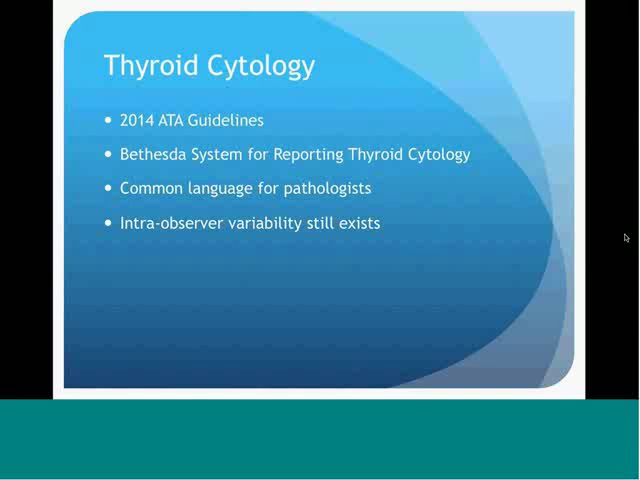 Thyroid Cytology
• 2014 ATA Guidelines
• Bethesda System for Reporting Thyroid Cytology
• Common language for pathologists
• Intra-observer variability still exists